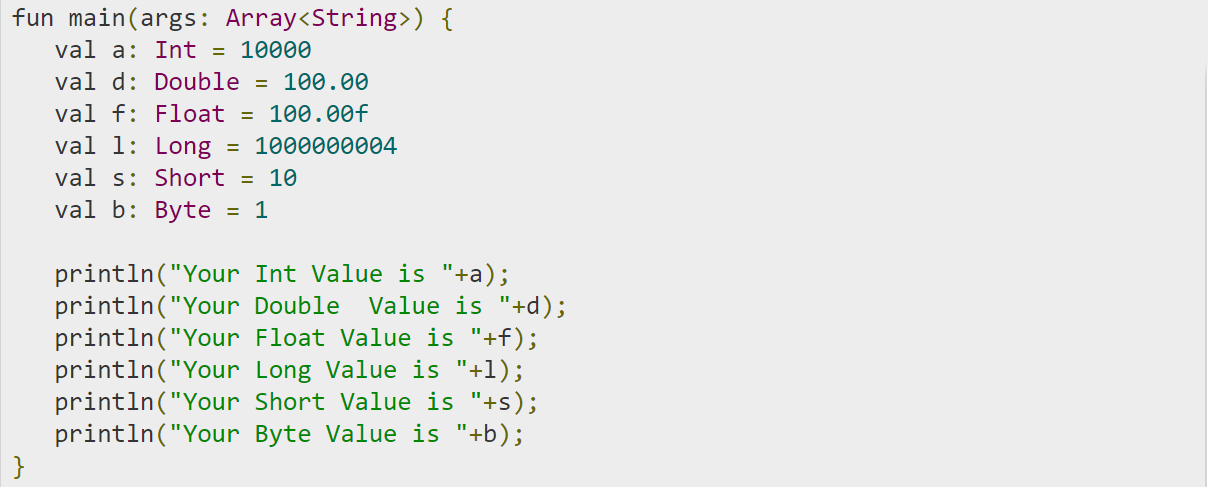 fun main(args: Array<String>) {
   val a: Int = 10000
   val d: Double = 100.00
   val f: Float = 100.00f
   val l: Long = 1000000004
   val s: Short = 10
   val b: Byte = 1

   println("Your Int Value is "+a);
   println("Your Double  Value is "+d);
   println("Your Float Value is "+f);
   println("Your Long Value is "+l);
   println("Your Short Value is "+s);
   println("Your Byte Value is "+b);
}